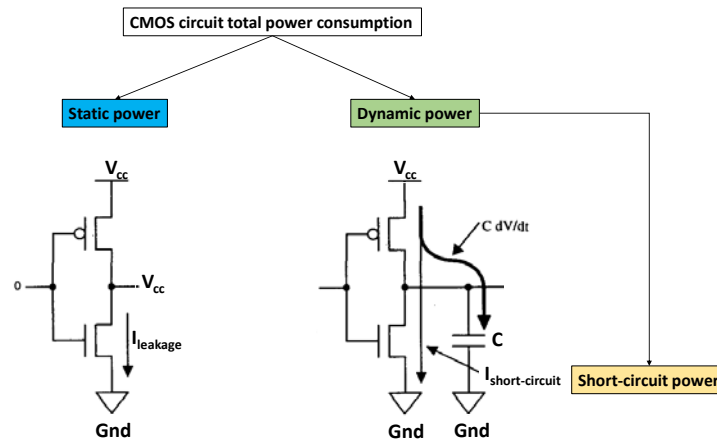 CMOS circuit total power consumption
Static power
Dynamic power
Vcc
Vcc
C dV/dt
0
Vcc
Ileakage
C
Ishort-circuit
Short-circuit power
Gnd
Gnd
Gnd